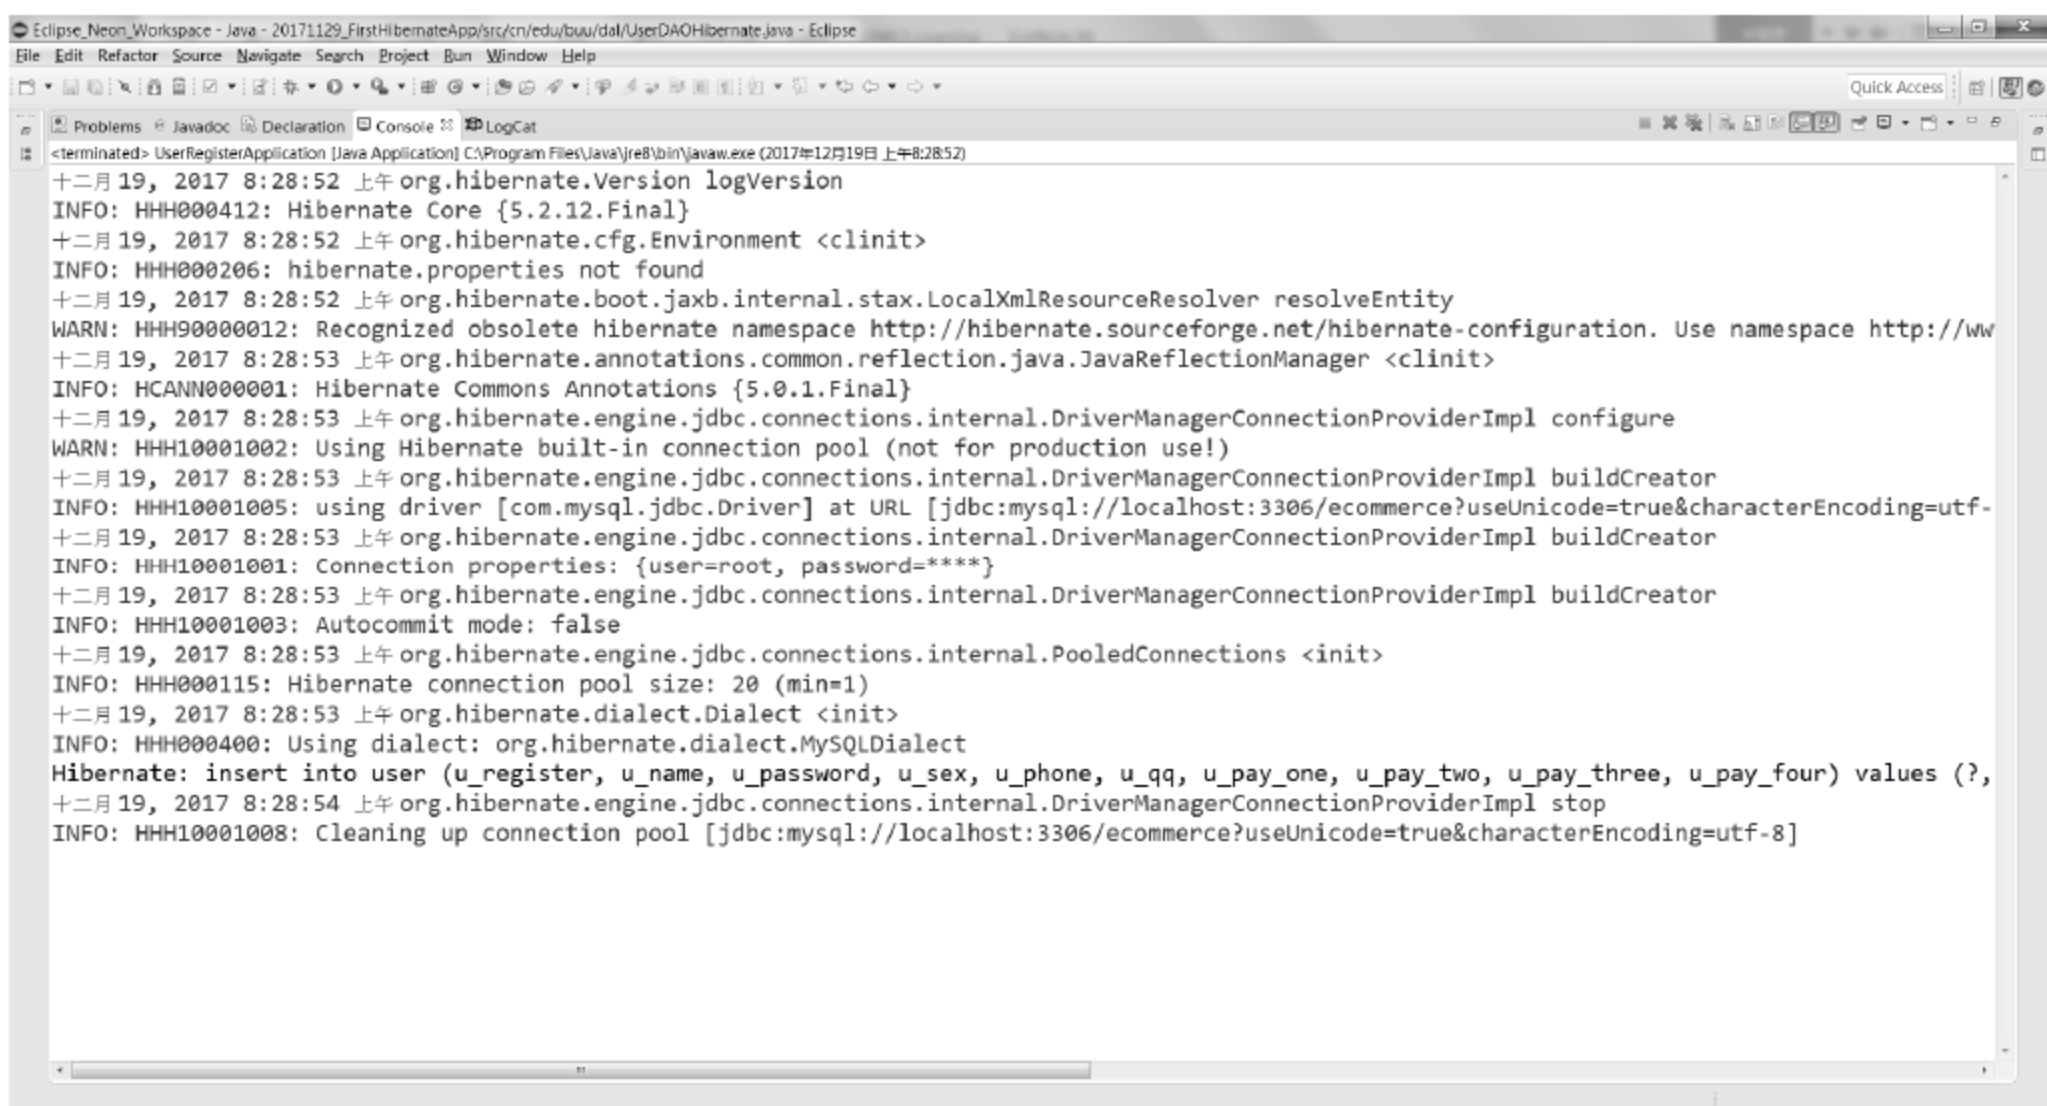 Eclipse_Neon_Workspace - Java - 20171129_FirstHibernateApp/src/cn/edu/buu/dal/UserDAOHibernate.java - Eclipse
File Edit Refactor Source Navigate Search Project Run Window Help
Quick Access
Problems Javadoc Declaration Console LogCat
<terminated> UserRegisterApplication [Java Application] C:\Program Files\Java\jre8\bin\javaw.exe (2017年12月19日 上午8:28:52)
十二月 19, 2017 8:28:52 上午 org.hibernate.Version logVersion
INFO: HHH000412: Hibernate Core {5.2.12.Final}
十二月 19, 2017 8:28:52 上午 org.hibernate.cfg.Environment <clinit>
INFO: HHH000206: hibernate.properties not found
十二月 19, 2017 8:28:52 上午 org.hibernate.boot.jaxb.internal.stax.LocalXmlResourceResolver resolveEntity
WARN: HHH90000012: Recognized obsolete hibernate namespace http://hibernate.sourceforge.net/hibernate-configuration. Use namespace http://ww
十二月 19, 2017 8:28:53 上午 org.hibernate.annotations.common.reflection.java.JavaReflectionManager <clinit>
INFO: HCANN000001: Hibernate Commons Annotations {5.0.1.Final}
十二月 19, 2017 8:28:53 上午 org.hibernate.engine.jdbc.connections.internal.DriverManagerConnectionProviderImpl configure
WARN: HHH10001002: Using Hibernate built-in connection pool (not for production use!)
十二月 19, 2017 8:28:53 上午 org.hibernate.engine.jdbc.connections.internal.DriverManagerConnectionProviderImpl buildCreator
INFO: HHH10001005: using driver [com.mysql.jdbc.Driver] at URL [jdbc:mysql://localhost:3306/ecommerce?useUnicode=true&characterEncoding=utf-
十二月 19, 2017 8:28:53 上午 org.hibernate.engine.jdbc.connections.internal.DriverManagerConnectionProviderImpl buildCreator
INFO: HHH10001001: Connection properties: {user=root, password=****}
十二月 19, 2017 8:28:53 上午 org.hibernate.engine.jdbc.connections.internal.DriverManagerConnectionProviderImpl buildCreator
INFO: HHH10001003: Autocommit mode: false
十二月 19, 2017 8:28:53 上午 org.hibernate.engine.jdbc.connections.internal.PooledConnections <init>
INFO: HHH000115: Hibernate connection pool size: 20 (min=1)
十二月 19, 2017 8:28:53 上午 org.hibernate.dialect.Dialect <init>
INFO: HHH000400: Using dialect: org.hibernate.dialect.MySQLDialect
Hibernate: insert into user (u_register, u_name, u_password, u_sex, u_phone, u_qq, u_pay_one, u_pay_two, u_pay_three, u_pay_four) values (?,
十二月 19, 2017 8:28:54 上午 org.hibernate.engine.jdbc.connections.internal.DriverManagerConnectionProviderImpl stop
INFO: HHH10001008: Cleaning up connection pool [jdbc:mysql://localhost:3306/ecommerce?useUnicode=true&characterEncoding=utf-8]